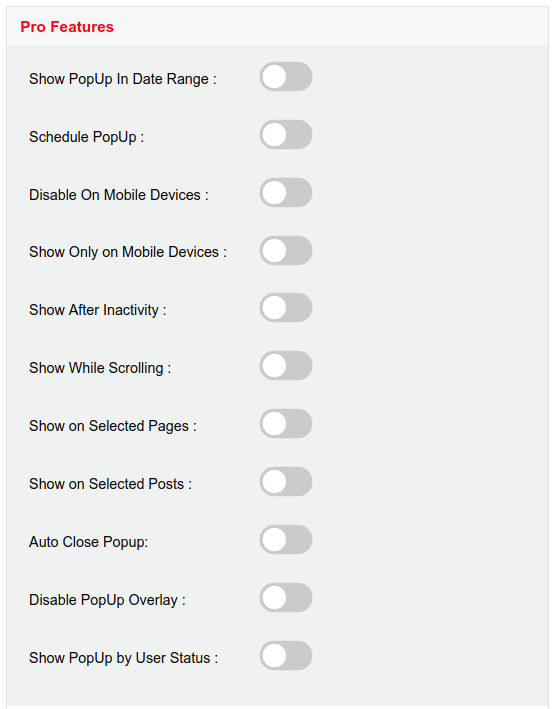 Pro Features
Show PopUp In Date Range :
Schedule PopUp :
Disable On Mobile Devices :
Show Only on Mobile Devices :
Show After Inactivity :
Show While Scrolling :
Show on Selected Pages :
Show on Selected Posts :
Auto Close Popup:
Disable PopUp Overlay :
Show PopUp by User Status :